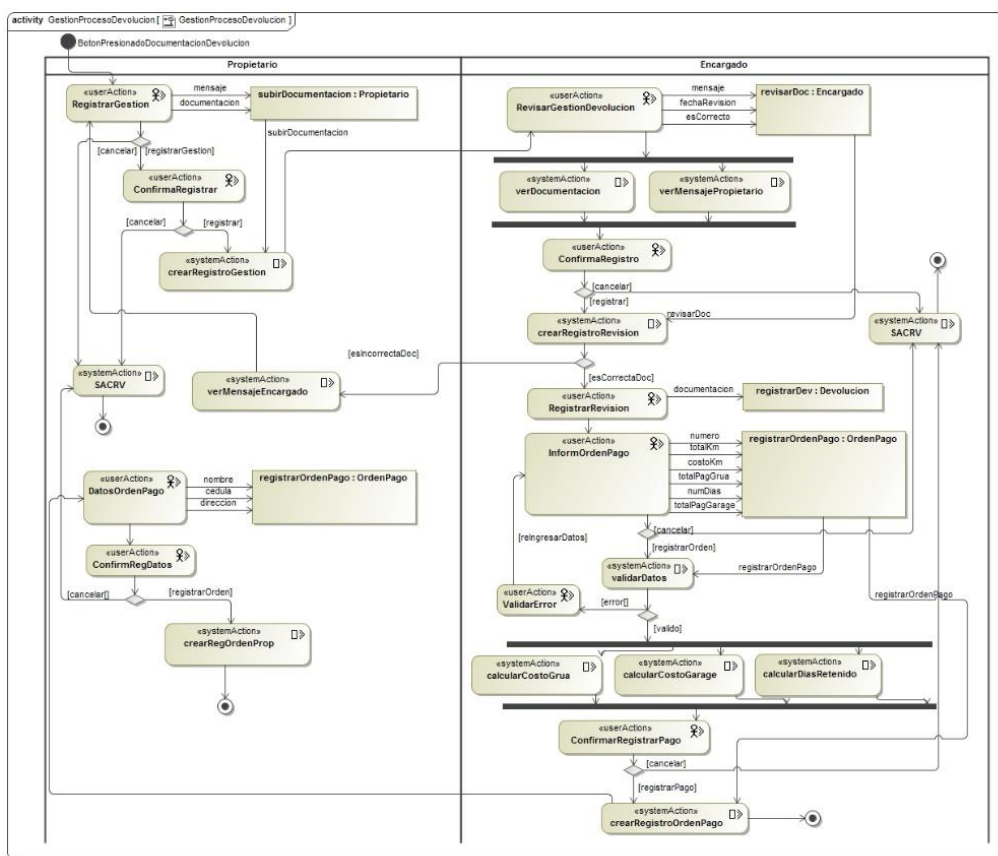 activity GestionProcesoDevolucion [ GestionProcesoDevolucion ]
BotonPresionadoDocumentacionDevolucion
Propietario
Encargado
«userAction»
RegistrarGestion
mensaje
documentacion
subirDocumentacion : Propietario
subirDocumentacion
[cancelar]
[registrarGestion]
«userAction»
ConfirmaRegistrar
[cancelar]
[registrar]
«systemAction»
crearRegistroGestion
«systemAction»
SACRV
«systemAction»
verMensajeEncargado
[esIncorrectaDoc]
«userAction»
DatosOrdenPago
nombre
cedula
direccion
registrarOrdenPago : OrdenPago
«userAction»
ConfirmRegDatos
[cancelar[]
[registrarOrden]
«systemAction»
crearRegOrdenProp
«userAction»
RevisarGestionDevolucion
mensaje
fechaRevision
esCorrecto
revisarDoc : Encargado
«systemAction»
verDocumentacion
«systemAction»
verMensajePropietario
«userAction»
ConfirmaRegistro
[cancelar]
[registrar]
revisarDoc
«systemAction»
crearRegistroRevision
«systemAction»
SACRV
[esCorrectaDoc]
«userAction»
RegistrarRevision
documentacion
registrarDev : Devolucion
«userAction»
InformOrdenPago
numero
totalKm
costoKm
totalPagGrua
numDias
totalPagGarage
registrarOrdenPago : OrdenPago
[cancelar]
[reingresarDatos]
[registrarOrden]
«systemAction»
validarDatos
registrarOrdenPago
registrarOrdenPago
«userAction»
ValidarError
[error[]
[valido]
«systemAction»
calcularCostoGrua
«systemAction»
calcularCostoGarage
«systemAction»
calcularDiasRetenido
«userAction»
ConfirmarRegistrarPago
[cancelar]
[registrarPago]
«systemAction»
crearRegistroOrdenPago